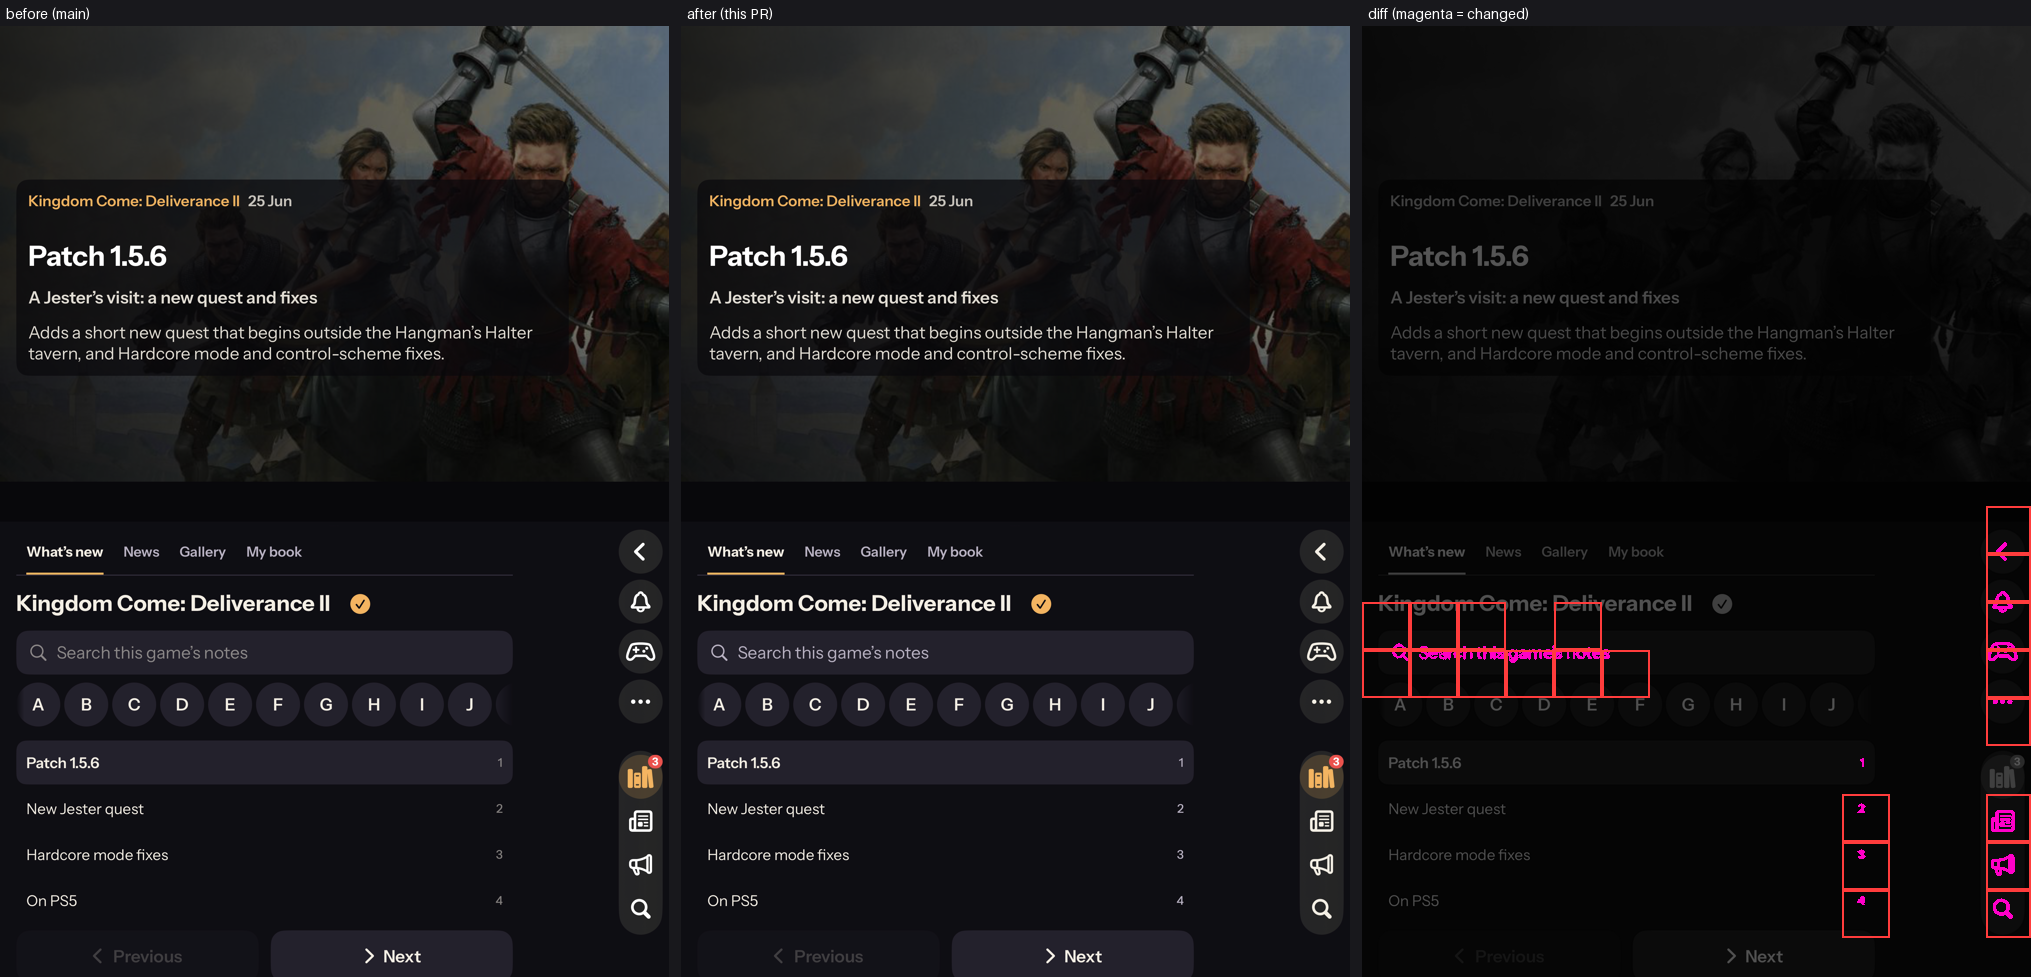 before (main)
Kingdom Come: Deliverance II 25 Jun
Patch 1.5.6
A Jester's visit: a new quest and fixes
Adds a short new quest that begins outside the Hangman's Halter
tavern, and Hardcore mode and control-scheme fixes.
What's new News Gallery My book
Kingdom Come: Deliverance II
Search this game's notes
A B C D E F G H I J
Patch 1.5.6 1
New Jester quest 2
Hardcore mode fixes 3
On PS5 4
Previous Next
3
after (this PR)
Kingdom Come: Deliverance II 25 Jun
Patch 1.5.6
A Jester's visit: a new quest and fixes
Adds a short new quest that begins outside the Hangman's Halter
tavern, and Hardcore mode and control-scheme fixes.
What's new News Gallery My book
Kingdom Come: Deliverance II
Search this game's notes
A B C D E F G H I J
Patch 1.5.6 1
New Jester quest 2
Hardcore mode fixes 3
On PS5 4
Previous Next
3
diff (magenta = changed)
Kingdom Come: Deliverance II 25 Jun
Patch 1.5.6
A Jester's visit: a new quest and fixes
Adds a short new quest that begins outside the Hangman's Halter
tavern, and Hardcore mode and control-scheme fixes.
What's new News Gallery My book
Kingdom Come: Deliverance II
Search this game's notes
A B C D E F G H I J
Patch 1.5.6 1
New Jester quest 2
Hardcore mode fixes 3
On PS5 4
Previous Next
3